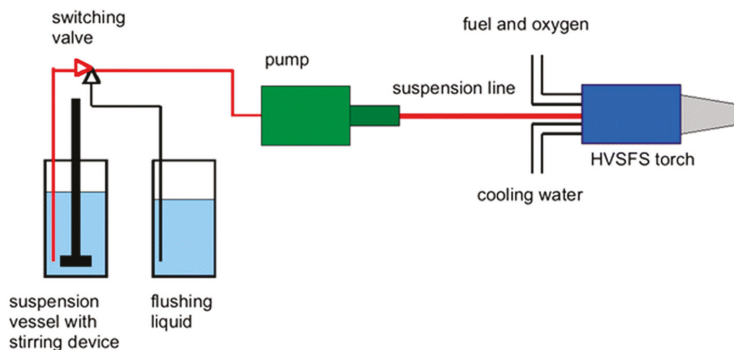 switching
valve
fuel and oxygen
pump
suspension line
HVSFS torch
cooling water
suspension
vessel with
stirring device
flushing
liquid